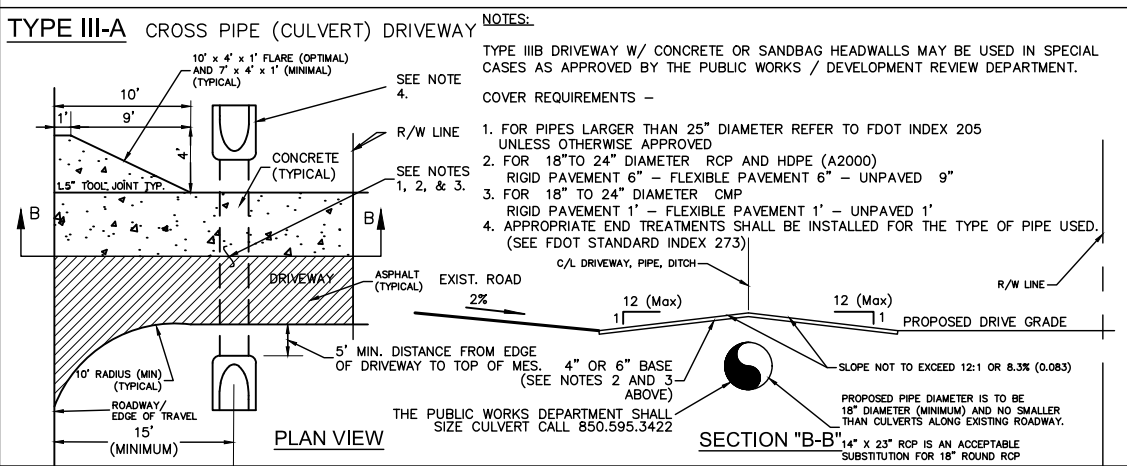 TYPE III-A CROSS PIPE (CULVERT) DRIVEWAY
10' x 4' x 1' FLARE (OPTIMAL)
AND 7' x 4' x 1' (MINIMAL)
(TYPICAL)
10'
1'
9'
4'
SEE NOTE
4.
R/W LINE
CONCRETE
(TYPICAL)
SEE NOTES
1, 2, & 3.
1.5" TOOL JOINT TYP.
B
B
DRIVEWAY
ASPHALT
(TYPICAL)
10' RADIUS (MIN)
(TYPICAL)
5' MIN. DISTANCE FROM EDGE
OF DRIVEWAY TO TOP OF MES.
ROADWAY/
EDGE OF TRAVEL
15'
(MINIMUM)
PLAN VIEW
NOTES:
TYPE IIIB DRIVEWAY W/ CONCRETE OR SANDBAG HEADWALLS MAY BE USED IN SPECIAL
CASES AS APPROVED BY THE PUBLIC WORKS / DEVELOPMENT REVIEW DEPARTMENT.
COVER REQUIREMENTS –
1. FOR PIPES LARGER THAN 25" DIAMETER REFER TO FDOT INDEX 205
UNLESS OTHERWISE APPROVED
2. FOR 18"TO 24" DIAMETER RCP AND HDPE (A2000)
RIGID PAVEMENT 6" – FLEXIBLE PAVEMENT 6" – UNPAVED 9"
3. FOR 18" TO 24" DIAMETER CMP
RIGID PAVEMENT 1' – FLEXIBLE PAVEMENT 1' – UNPAVED 1'
4. APPROPRIATE END TREATMENTS SHALL BE INSTALLED FOR THE TYPE OF PIPE USED.
(SEE FDOT STANDARD INDEX 273)
C/L DRIVEWAY, PIPE, DITCH
R/W LINE
EXIST. ROAD
2%
12 (Max)
1
12 (Max)
1
PROPOSED DRIVE GRADE
4" OR 6" BASE
(SEE NOTES 2 AND 3
ABOVE)
SLOPE NOT TO EXCEED 12:1 OR 8.3% (0.083)
THE PUBLIC WORKS DEPARTMENT SHALL
SIZE CULVERT CALL 850.595.3422
PROPOSED PIPE DIAMETER IS TO BE
18" DIAMETER (MINIMUM) AND NO SMALLER
THAN CULVERTS ALONG EXISTING ROADWAY.
14" X 23" RCP IS AN ACCEPTABLE
SUBSTITUTION FOR 18" ROUND RCP
SECTION "B-B"